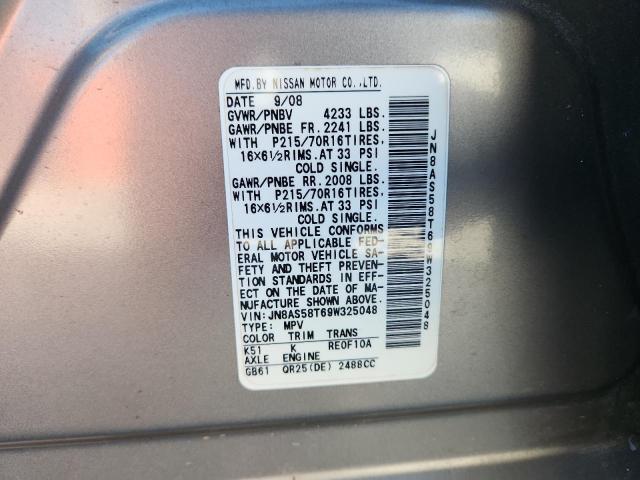 MFD.BY NISSAN MOTOR CO.,LTD.
DATE 9/08
GVWR/PNBV 4233 LBS.
GAWR/PNBE FR. 2241 LBS.
WITH P215/70R16TIRES,
16X6½RIMS.AT 33 PSI
COLD SINGLE.
GAWR/PNBE RR. 2008 LBS.
WITH P215/70R16TIRES,
16X6½RIMS.AT 33 PSI
COLD SINGLE.
THIS VEHICLE CONFORMS
TO ALL APPLICABLE FED-
ERAL MOTOR VEHICLE SA-
FETY AND THEFT PREVEN-
TION STANDARDS IN EFF-
ECT ON THE DATE OF MA-
NUFACTURE SHOWN ABOVE.
VIN:JN8AS58T69W325048
TYPE: MPV
COLOR TRIM TRANS
K51 K RE0F10A
AXLE ENGINE
GB61 QR25(DE) 2488CC
JN8AS58T69W325048